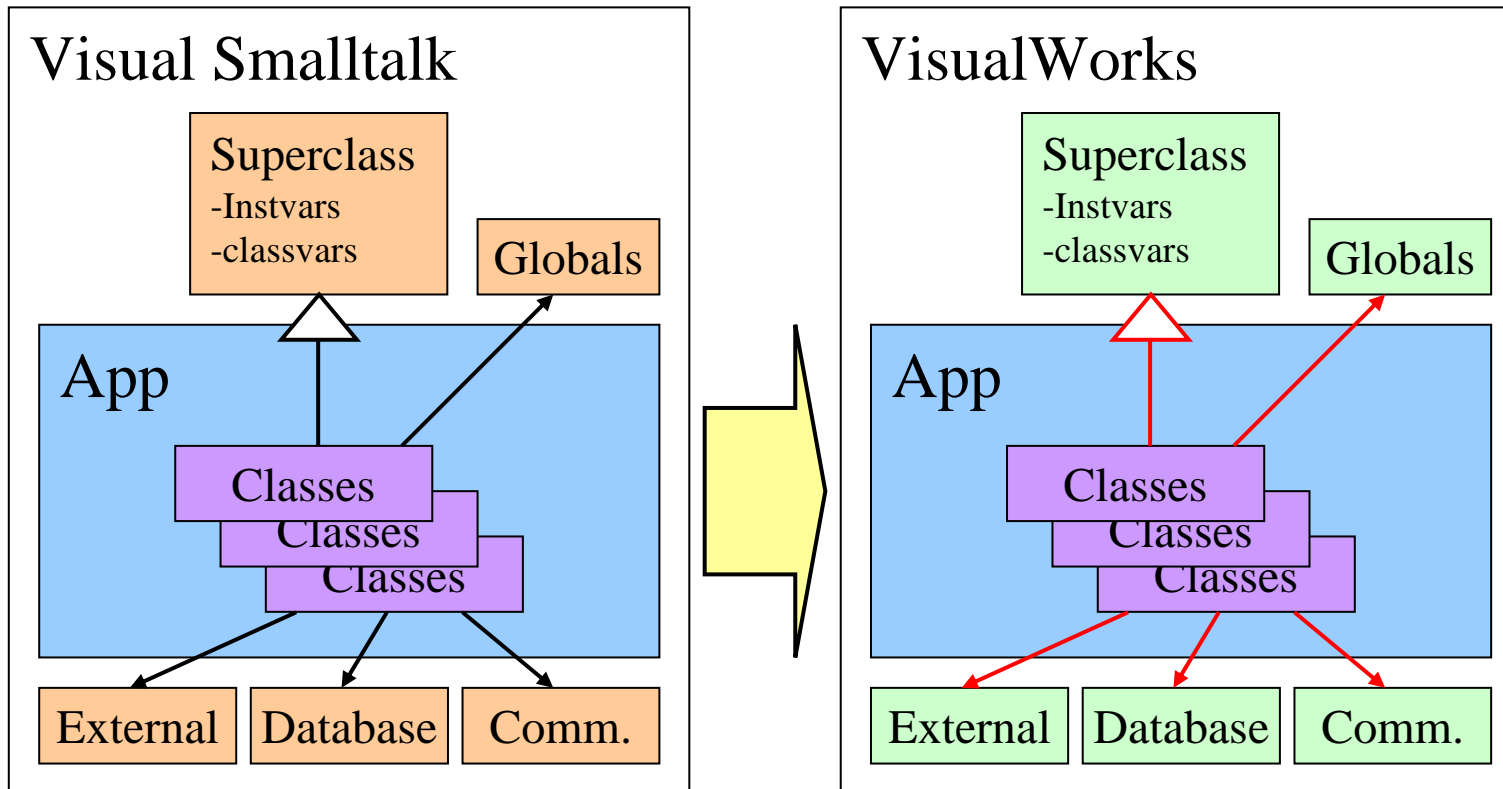 Visual Smalltalk
Superclass
-Instvars
-classvars
Globals
App
Classes
Classes
Classes
External
Database
Comm.
VisualWorks
Superclass
-Instvars
-classvars
Globals
App
Classes
Classes
Classes
External
Database
Comm.